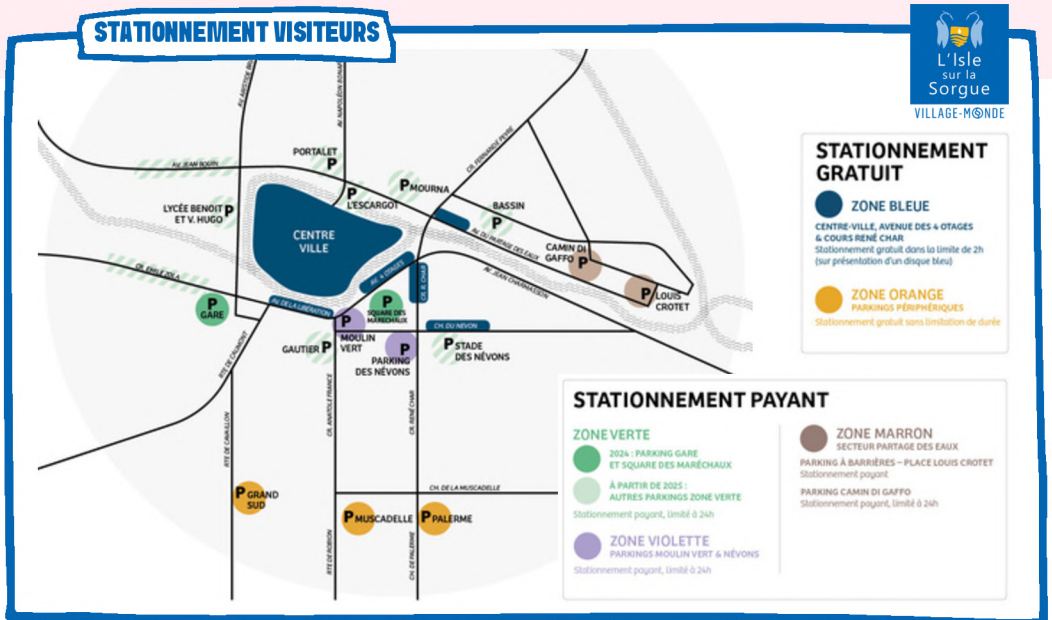 STATIONNEMENT VISITEURS
L'Isle
sur la
Sorgue
VILLAGE-MONDE
AV. NAPOLÉON BONAP
CR. FERNANDE PEYRE
AV. JEAN BOUIN
PORTALET
P
P MOURNA
P
L'ESCARGOT
BASSIN
P
LYCÉE BENOIT
ET V. HUGO P
CENTRE
VILLE
AV. DU PARTAGE DES EAUX
CAMIN DI
GAFFO P
P LOUIS
CROTET
AV. JEAN CHARMASSON
CR. EMILE ZOLA
AV. 4 OTAGES
CR. R. CHAR
P
GARE
AV. DE LA LIBÉRATION
P
SQUARE DES
MARÉCHAUX
P
MOULIN
VERT
CH. DU NEVON
GAUTIER P
P
PARKING
DES NÉVONS
P STADE
DES NÉVONS
RTE DE CAUMONT
CR. ANATOLE FRANCE
CR. RENÉ CHAR
RTE DE CAVAILLON
CH. DE LA MUSCADELLE
P GRAND
SUD
P MUSCADELLE
P PALERME
RTE DE ROBION
CH. DE PALERME
STATIONNEMENT
GRATUIT
ZONE BLEUE
CENTRE-VILLE, AVENUE DES 4 OTAGES
& COURS RENÉ CHAR
Stationnement gratuit dans la limite de 2h
(sur présentation d'un disque bleu)
ZONE ORANGE
PARKINGS PÉRIPHÉRIQUES
Stationnement gratuit sans limitation de durée
STATIONNEMENT PAYANT
ZONE VERTE
2024 : PARKING GARE
ET SQUARE DES MARÉCHAUX
À PARTIR DE 2025 :
AUTRES PARKINGS ZONE VERTE
Stationnement payant, limité à 24h
ZONE VIOLETTE
PARKINGS MOULIN VERT & NÉVONS
Stationnement payant, limité à 24h
ZONE MARRON
SECTEUR PARTAGE DES EAUX
PARKING À BARRIÈRES – PLACE LOUIS CROTET
Stationnement payant
PARKING CAMIN DI GAFFO
Stationnement payant, limité à 24h